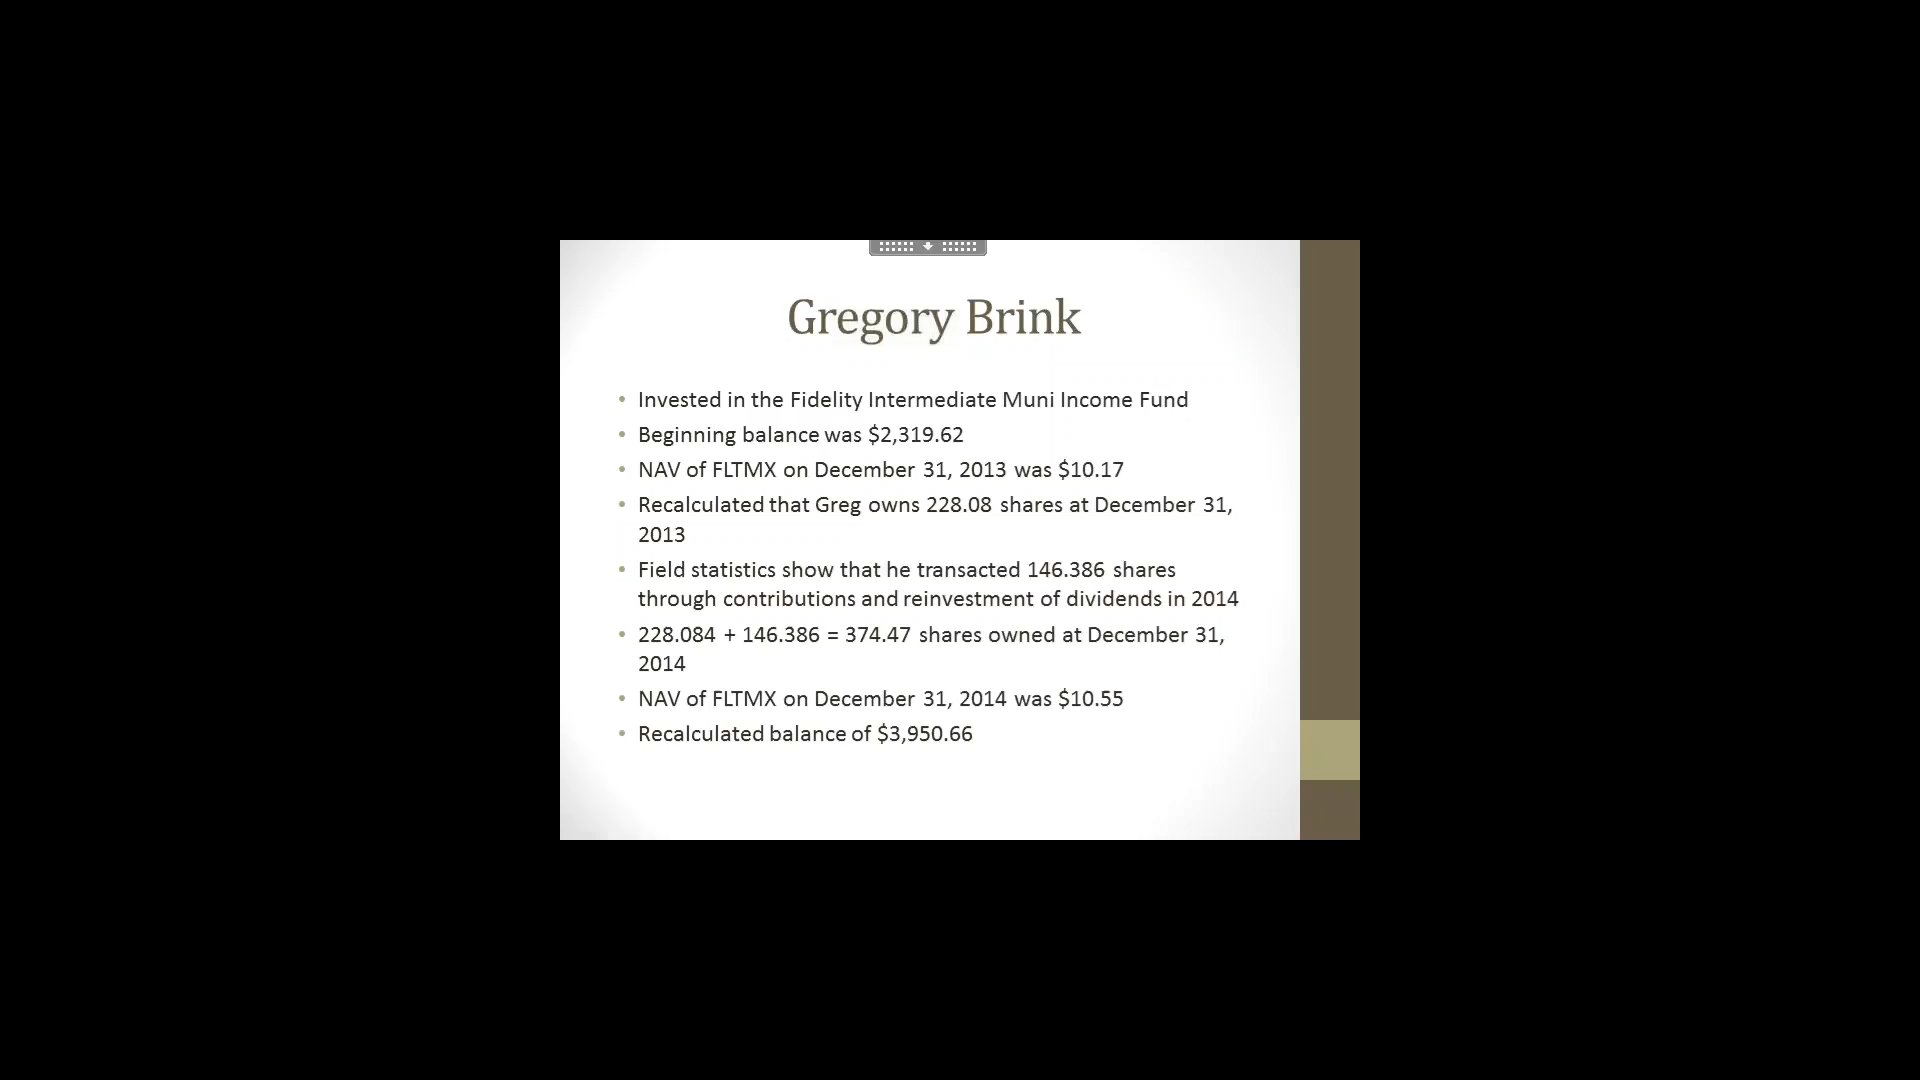 Gregory Brink
• Invested in the Fidelity Intermediate Muni Income Fund
• Beginning balance was $2,319.62
• NAV of FLTMX on December 31, 2013 was $10.17
• Recalculated that Greg owns 228.08 shares at December 31,
2013
• Field statistics show that he transacted 146.386 shares
through contributions and reinvestment of dividends in 2014
• 228.084 + 146.386 = 374.47 shares owned at December 31,
2014
• NAV of FLTMX on December 31, 2014 was $10.55
• Recalculated balance of $3,950.66